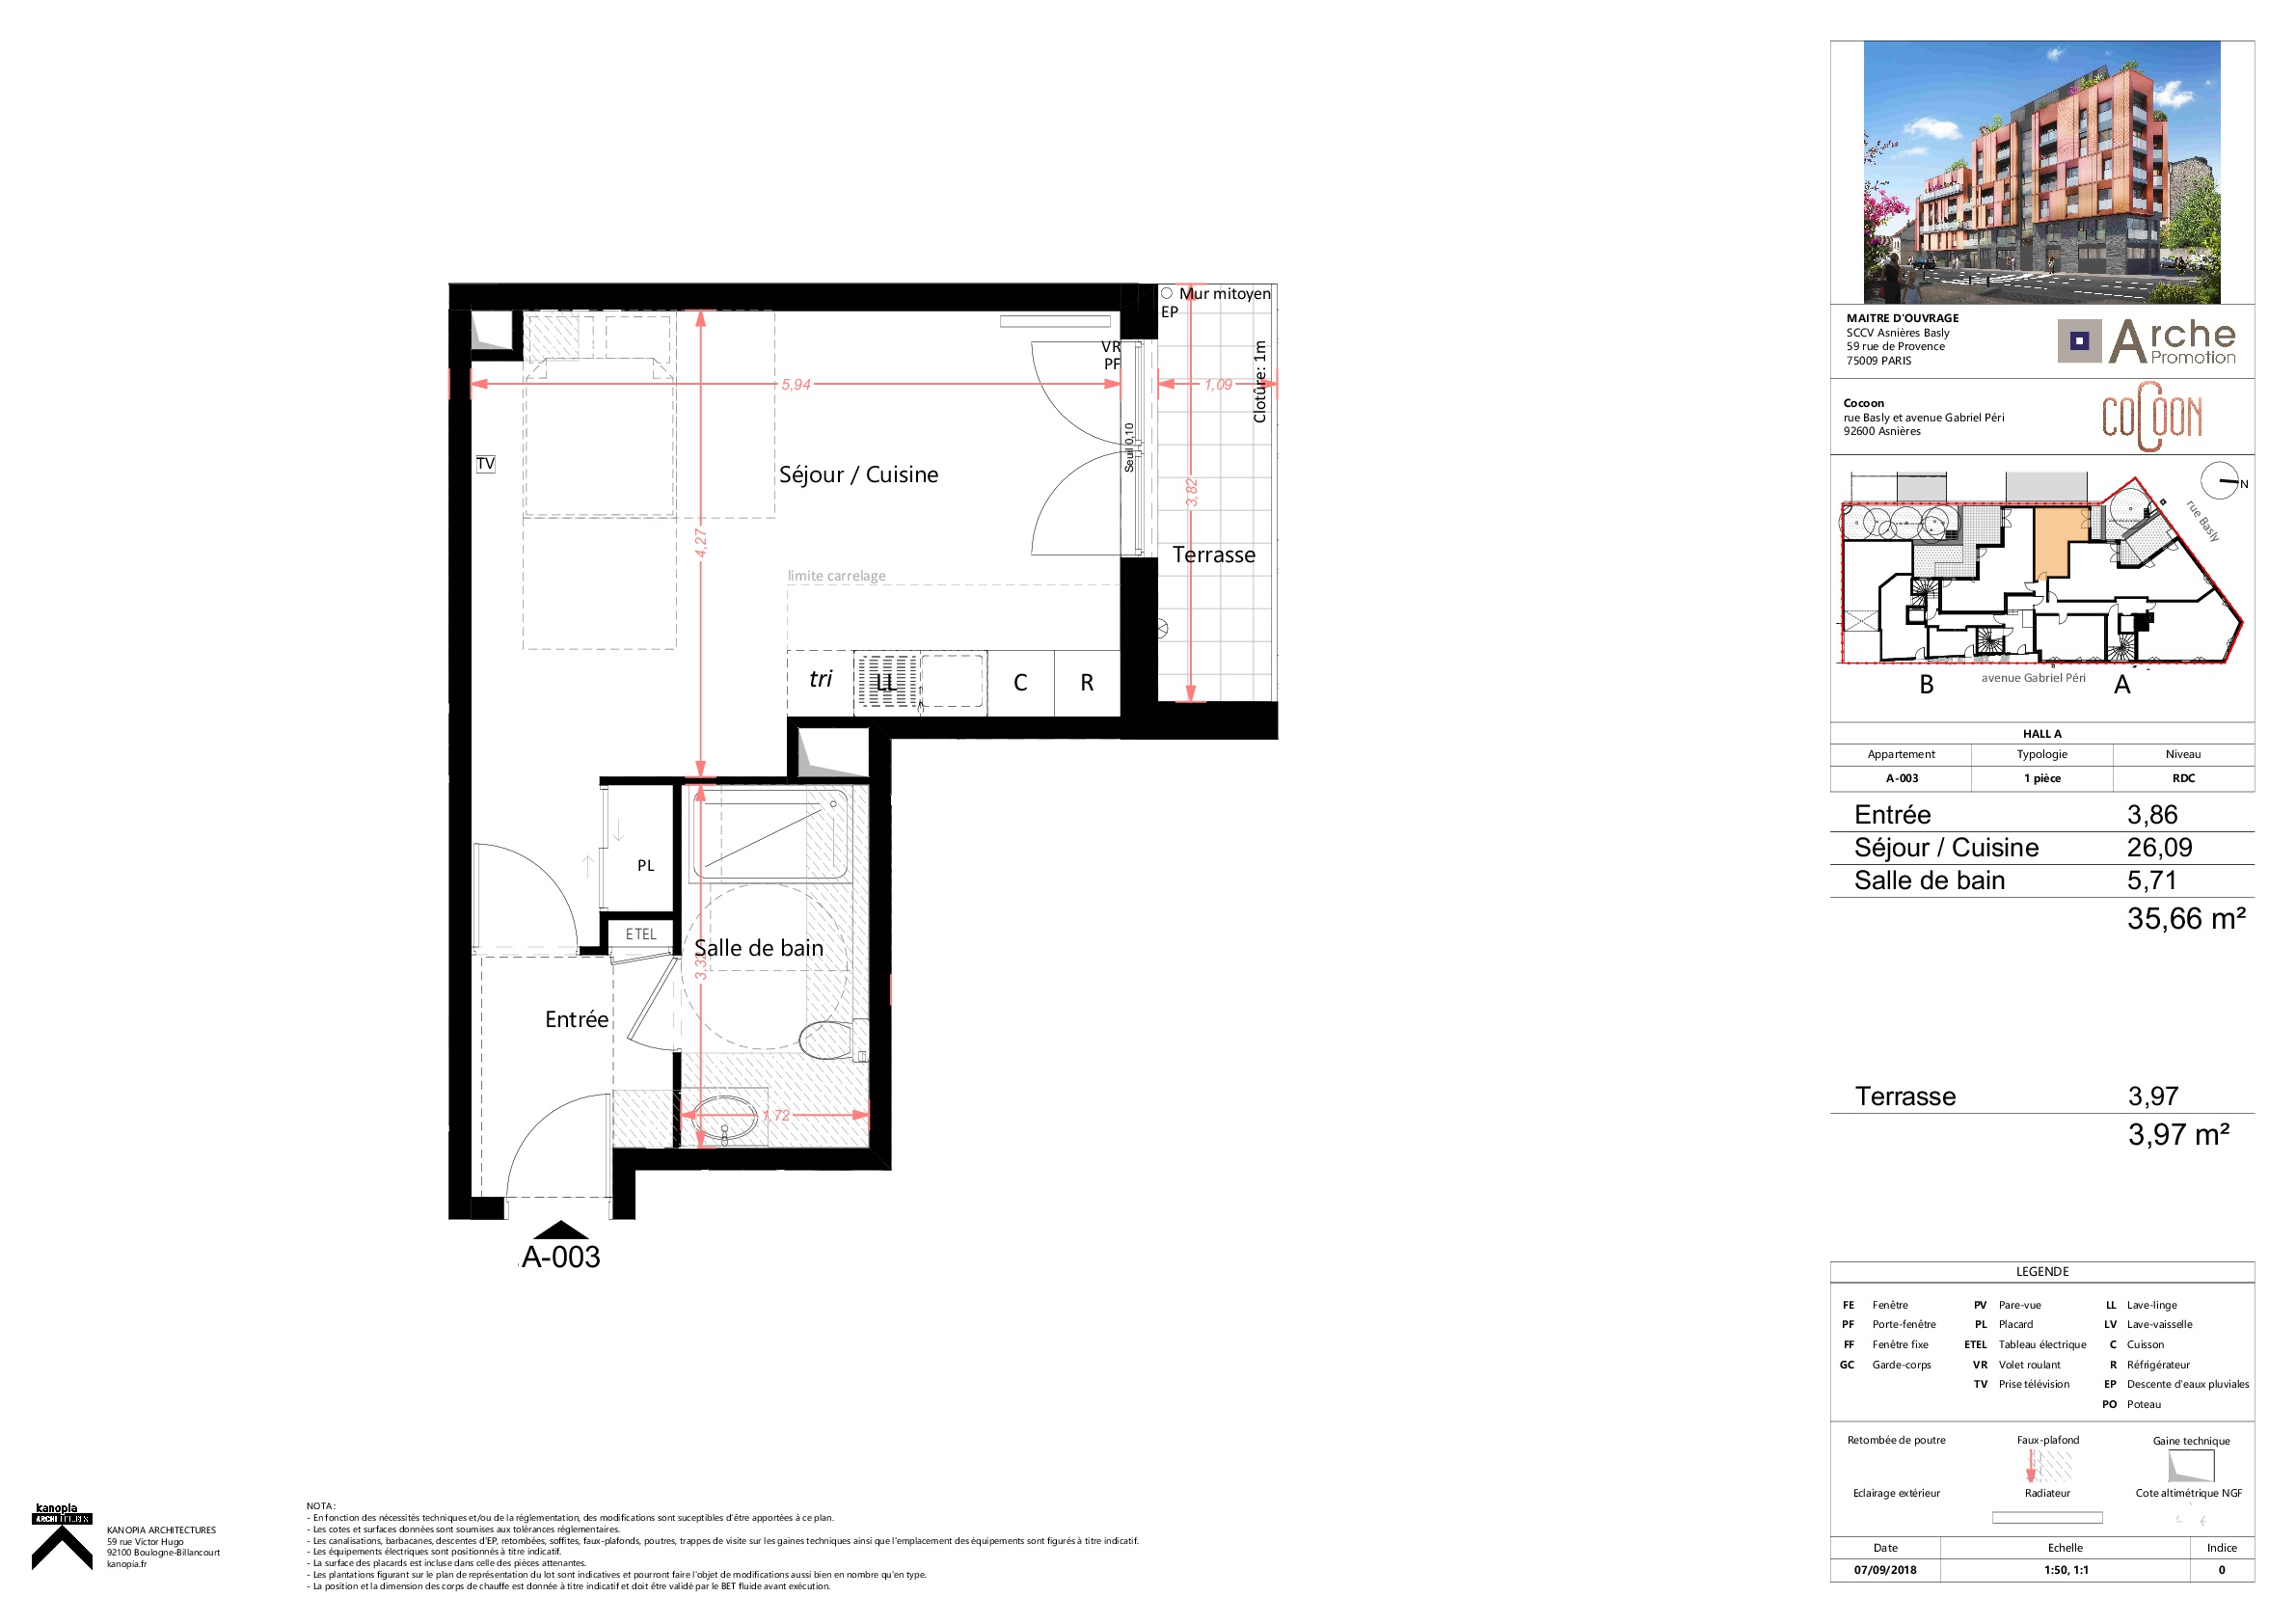 Mur mitoyen
EP
VR
PF
5,94
1,09
Clotûre: 1m
Seuil 0,10
TV
Séjour / Cuisine
3,82
4,27
Terrasse
limite carrelage
tri
LL
C
R
PL
ETEL
Salle de bain
Entrée
1,72
A-003
MAITRE D'OUVRAGE
SCCV Asnières Basly
59 rue de Provence
75009 PARIS
Arche
Promotion
Cocoon
rue Basly et avenue Gabriel Péri
92600 Asnières
COCOON
N
rue Basly
avenue Gabriel Péri
B
A
HALL A
Appartement Typologie Niveau
A-003 1 pièce RDC
Entrée 3,86
Séjour / Cuisine 26,09
Salle de bain 5,71
35,66 m²
Terrasse 3,97
3,97 m²
LEGENDE
FE Fenêtre PV Pare-vue LL Lave-linge
PF Porte-fenêtre PL Placard LV Lave-vaisselle
FF Fenêtre fixe ETEL Tableau électrique C Cuisson
GC Garde-corps VR Volet roulant R Réfrigérateur
TV Prise télévision EP Descente d'eaux pluviales
PO Poteau
Retombée de poutre Faux-plafond Gaine technique
Eclairage extérieur Radiateur Cote altimétrique NGF
Date Echelle Indice
07/09/2018 1:50, 1:1 0
kanopia
ARCHITECTURES
KANOPIA ARCHITECTURES
59 rue Victor Hugo
92100 Boulogne-Billancourt
kanopia.fr
NOTA :
- En fonction des nécessités techniques et/ou de la réglementation, des modifications sont suceptibles d'être apportées à ce plan.
- Les cotes et surfaces données sont soumises aux tolérances réglementaires.
- Les canalisations, barbacanes, descentes d'EP, retombées, soffites, faux-plafonds, poutres, trappes de visite sur les gaines techniques ainsi que l'emplacement des équipements sont figurés à titre indicatif.
- Les équipements électriques sont positionnés à titre indicatif.
- La surface des placards est incluse dans celle des pièces attenantes.
- Les plantations figurant sur le plan de représentation du lot sont indicatives et pourront faire l'objet de modifications aussi bien en nombre qu'en type.
- La position et la dimension des corps de chauffe est donnée à titre indicatif et doit être validé par le BET fluide avant exécution.